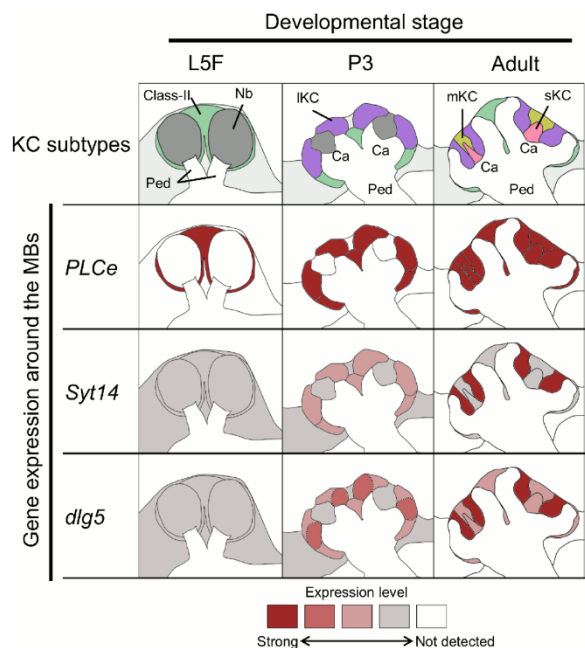 Developmental stage
L5F P3 Adult
KC subtypes
Class-II Nb Ped
lKC Ca Ca Ped
mKC sKC Ca Ca Ped
Gene expression around the MBs
PLCe
Syt14
dlg5
Expression level
Strong Not detected